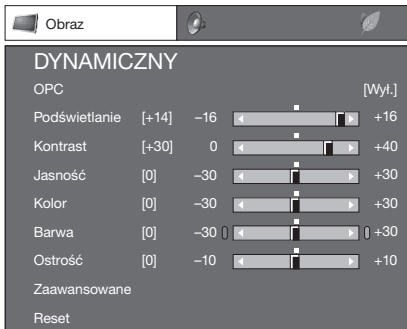 Obraz
DYNAMICZNY
OPC [Wył.]
Podświetlanie [+14] –16 +16
Kontrast [+30] 0 +40
Jasność [0] –30 +30
Kolor [0] –30 +30
Barwa [0] –30 +30
Ostrość [0] –10 +10
Zaawansowane
Reset